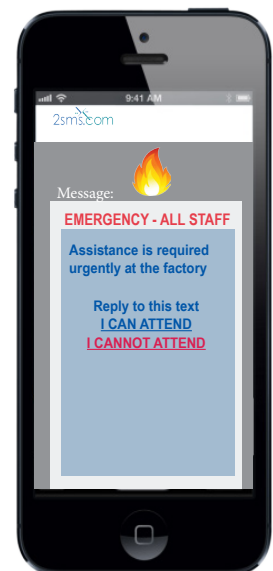 9:41 AM
2sms.com
Message:
EMERGENCY - ALL STAFF
Assistance is required
urgently at the factory
Reply to this text
I CAN ATTEND
I CANNOT ATTEND